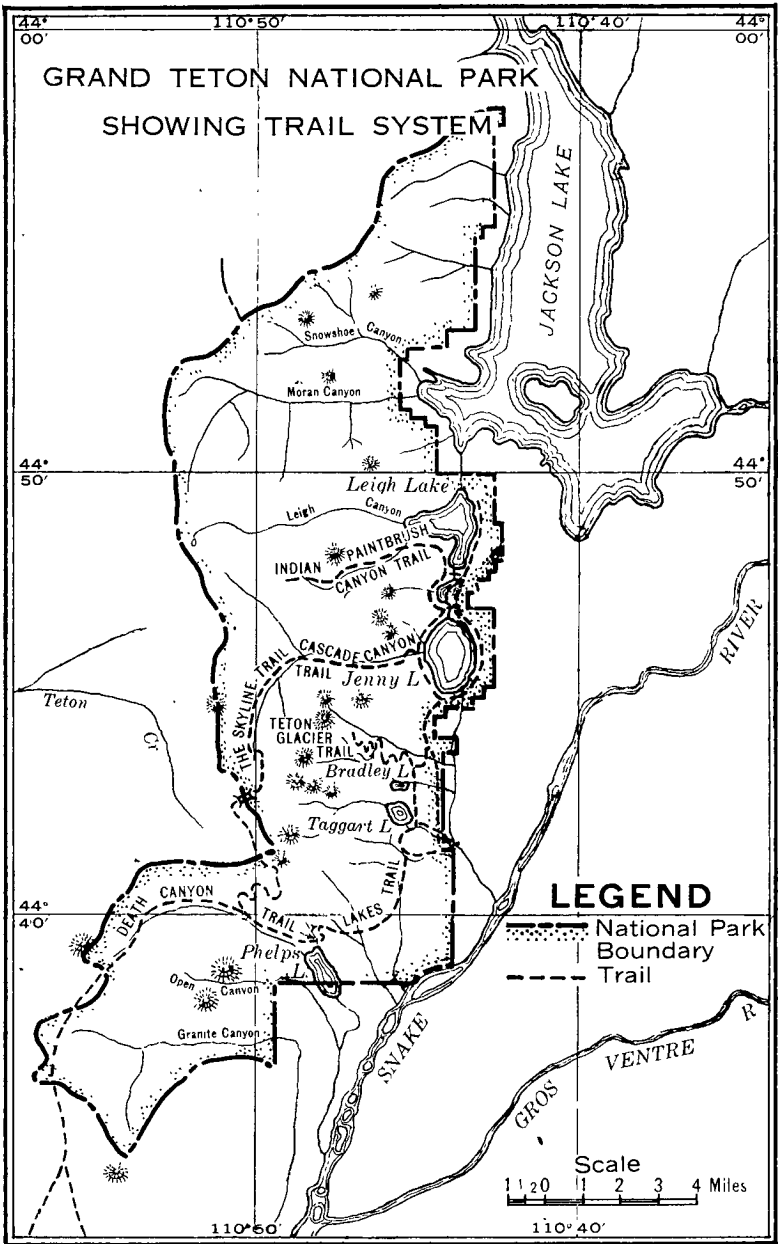 44° 110° 50' 110° 40' 44°
00' 00'
GRAND TETON NATIONAL PARK
SHOWING TRAIL SYSTEM
JACKSON LAKE
Snowshoe Canyon
Moran Canyon
44° 44°
50' 50'
Leigh Lake
Leigh Canyon
INDIAN PAINTBRUSH
CANYON TRAIL
CASCADE CANYON
TRAIL
THE SKYLINE TRAIL
Jenny L
RIVER
Teton
Cr
TETON
GLACIER
TRAIL
Bradley L
Taggart L
LAKES TRAIL
DEATH CANYON
TRAIL
44°
40'
Phelps
L
Open Canyon
Granite Canyon
LEGEND
National Park
Boundary
Trail
SNAKE
GROS VENTRE R
Scale
1 1/2 0 1 2 3 4 Miles
110° 50' 110° 40'